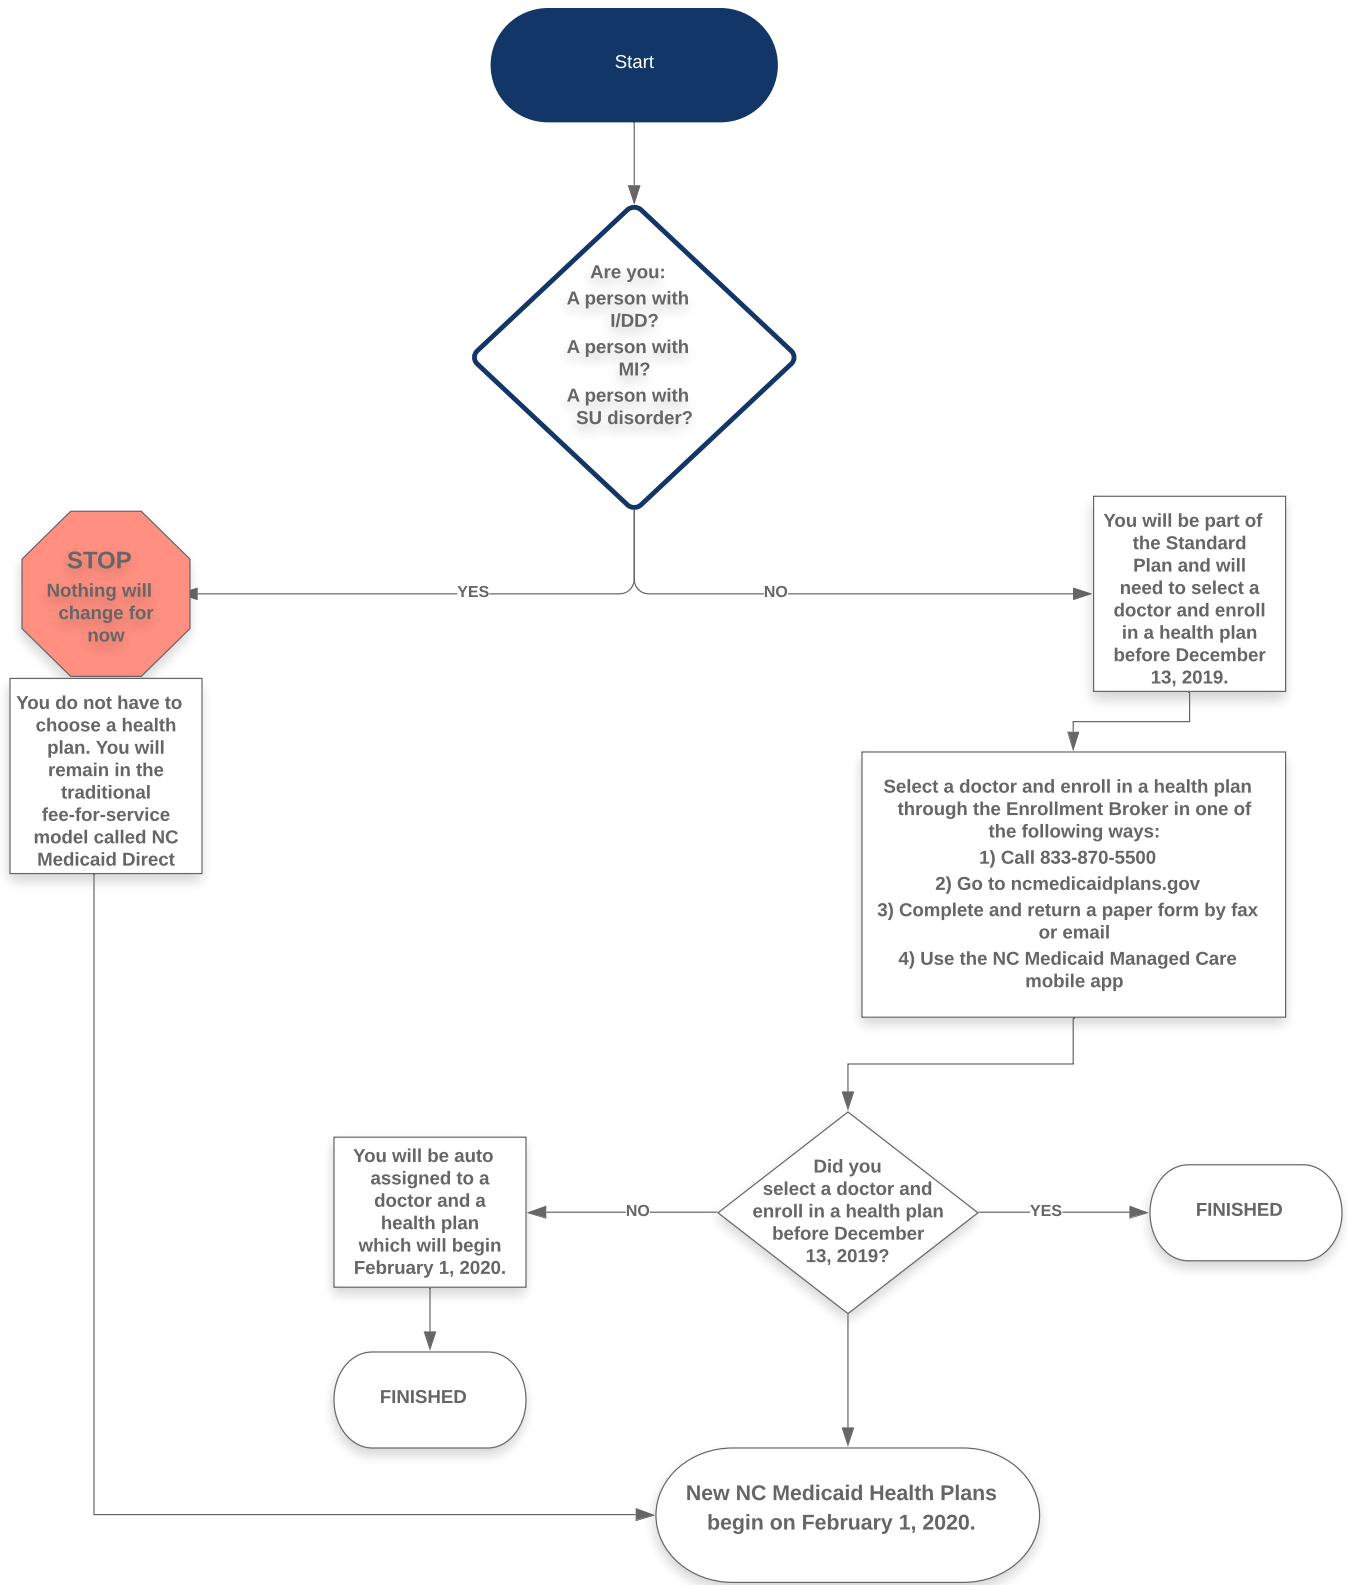 Start
Are you:
A person with
I/DD?
A person with
MI?
A person with
SU disorder?
YES
NO
STOP
Nothing will
change for
now
You do not have to
choose a health
plan. You will
remain in the
traditional
fee-for-service
model called NC
Medicaid Direct
You will be part of
the Standard
Plan and will
need to select a
doctor and enroll
in a health plan
before December
13, 2019.
Select a doctor and enroll in a health plan
through the Enrollment Broker in one of
the following ways:
1) Call 833-870-5500
2) Go to ncmedicaidplans.gov
3) Complete and return a paper form by fax
or email
4) Use the NC Medicaid Managed Care
mobile app
Did you
select a doctor and
enroll in a health plan
before December
13, 2019?
NO
YES
You will be auto
assigned to a
doctor and a
health plan
which will begin
February 1, 2020.
FINISHED
FINISHED
New NC Medicaid Health Plans
begin on February 1, 2020.